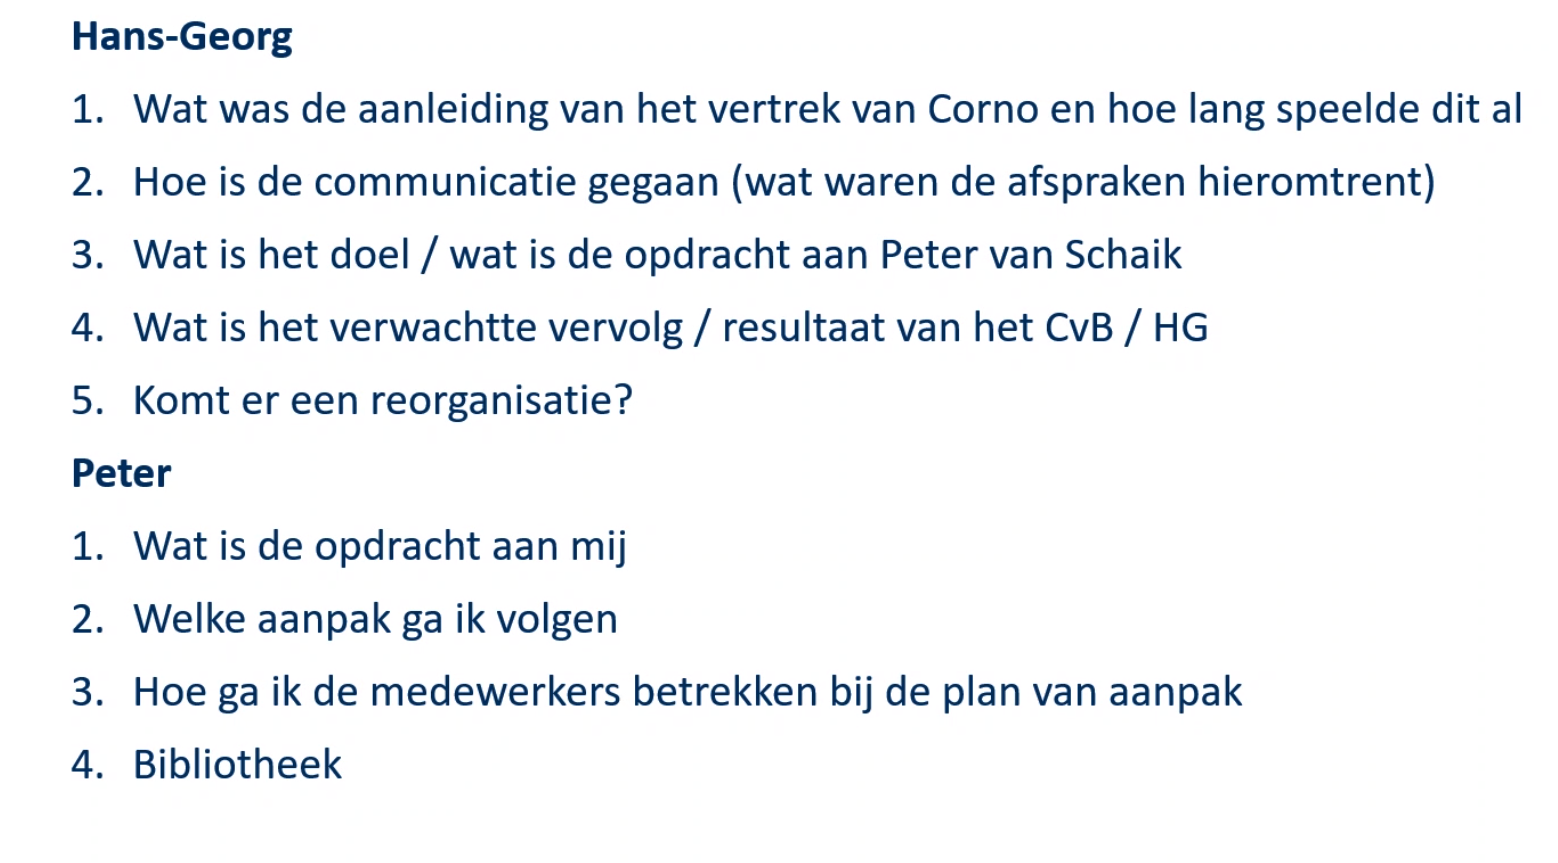 Hans-Georg
1. Wat was de aanleiding van het vertrek van Corno en hoe lang speelde dit al
2. Hoe is de communicatie gegaan (wat waren de afspraken hieromtrent)
3. Wat is het doel / wat is de opdracht aan Peter van Schaik
4. Wat is het verwachtte vervolg / resultaat van het CvB / HG
5. Komt er een reorganisatie?
Peter
1. Wat is de opdracht aan mij
2. Welke aanpak ga ik volgen
3. Hoe ga ik de medewerkers betrekken bij de plan van aanpak
4. Bibliotheek